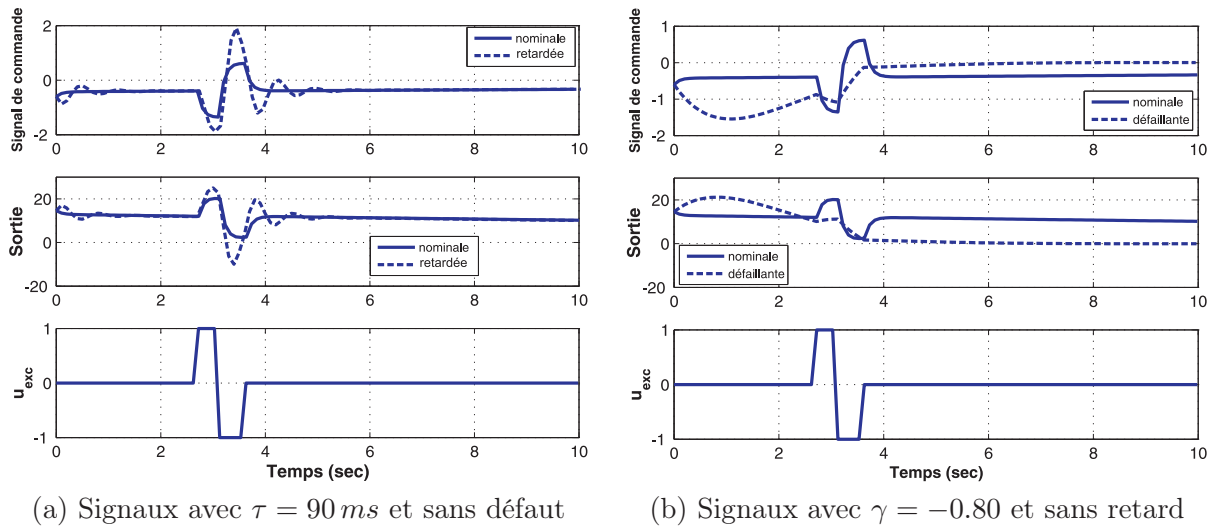 Signal de commande
2
0
-2
nominale
retardée
0 2 4 6 8 10
Sortie
20
0
-20
nominale
retardée
0 2 4 6 8 10
u_exc
1
0
-1
0 2 4 6 8 10
Temps (sec)
(a) Signaux avec τ = 90 ms et sans défaut
Signal de commande
1
0
-1
-2
nominale
défaillante
0 2 4 6 8 10
Sortie
20
0
-20
nominale
défaillante
0 2 4 6 8 10
u_exc
1
0
-1
0 2 4 6 8 10
Temps (sec)
(b) Signaux avec γ = −0.80 et sans retard